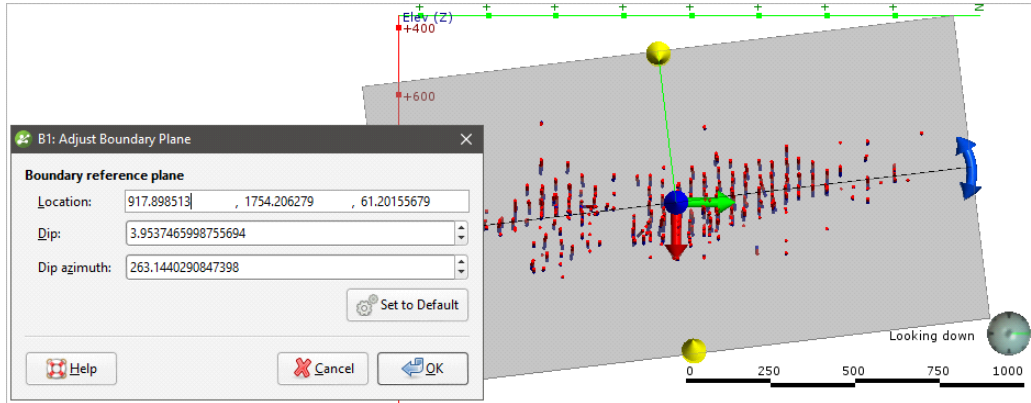 Elev (Z)
+400
+600
N
B1: Adjust Boundary Plane
Boundary reference plane
Location: 917.898513 , 1754.206279 , 61.20155679
Dip: 3.9537465998755694
Dip azimuth: 263.1440290847398
Set to Default
Help Cancel OK
Looking down
0 250 500 750 1000